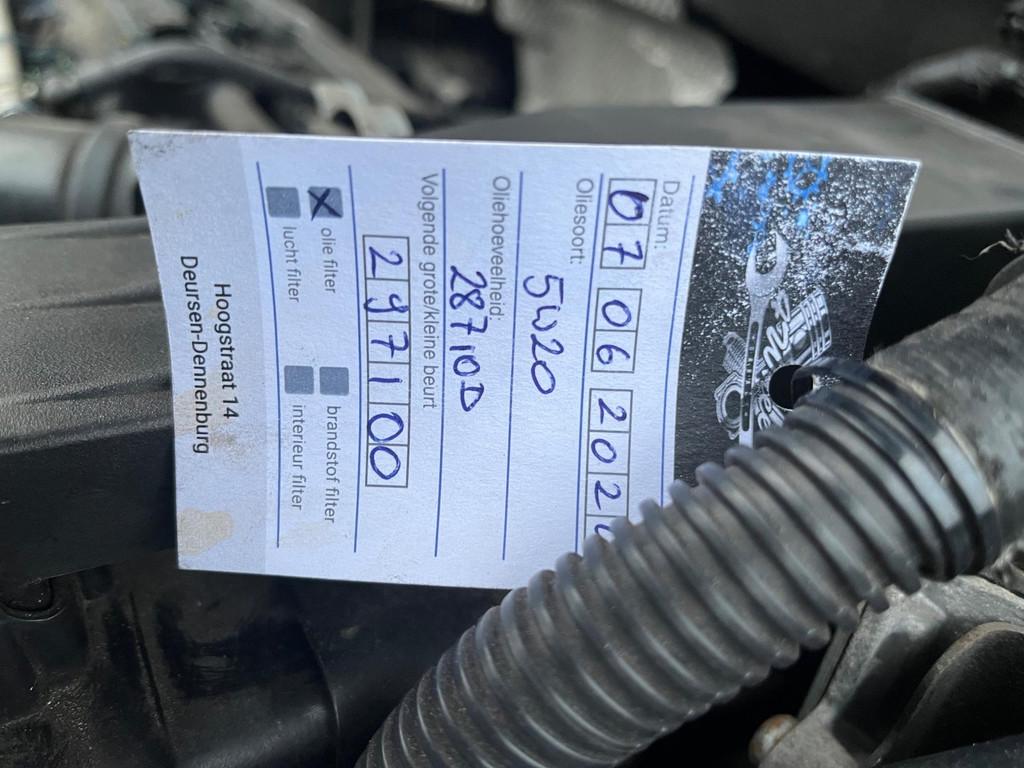 Datum:
07 06 202
Oliesoort:
5W20
Oliehoeveelheid:
287100
Volgende grote/kleine beurt
297100
olie filter
brandstof filter
lucht filter
interieur filter
Hoogstraat 14
Deursen-Dennenburg